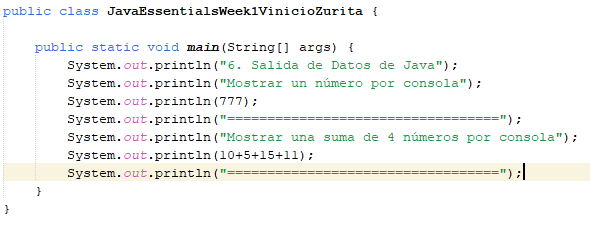 public class JavaEssentialsWeek1VinicioZurita {
public static void main(String[] args) {
System.out.println("6. Salida de Datos de Java");
System.out.println("Mostrar un número por consola");
System.out.println(777);
System.out.println("==================================");
System.out.println("Mostrar una suma de 4 números por consola");
System.out.println(10+5+15+11);
System.out.println("==================================");
}
}